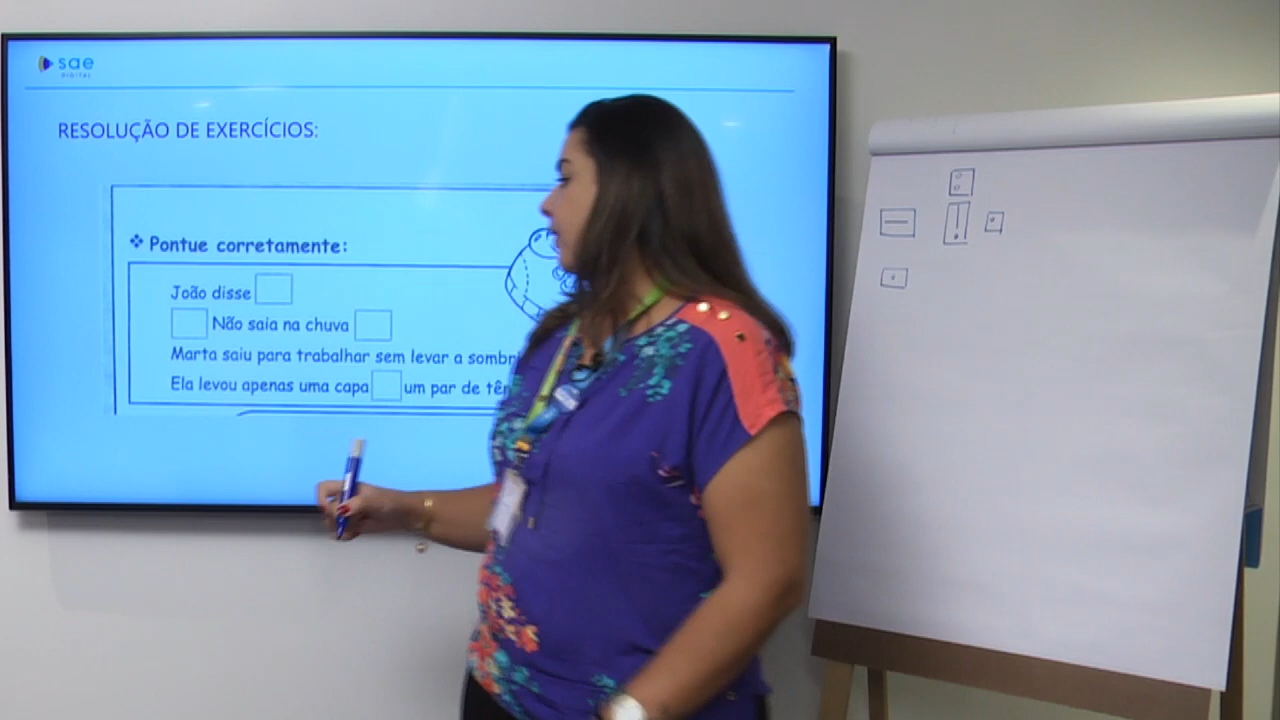 sae
DIGITAL
RESOLUÇÃO DE EXERCÍCIOS:
❖ Pontue corretamente:
João disse
Não saia na chuva
Marta saiu para trabalhar sem levar a
Ela levou apenas uma capa um par de
:
— ! .
.